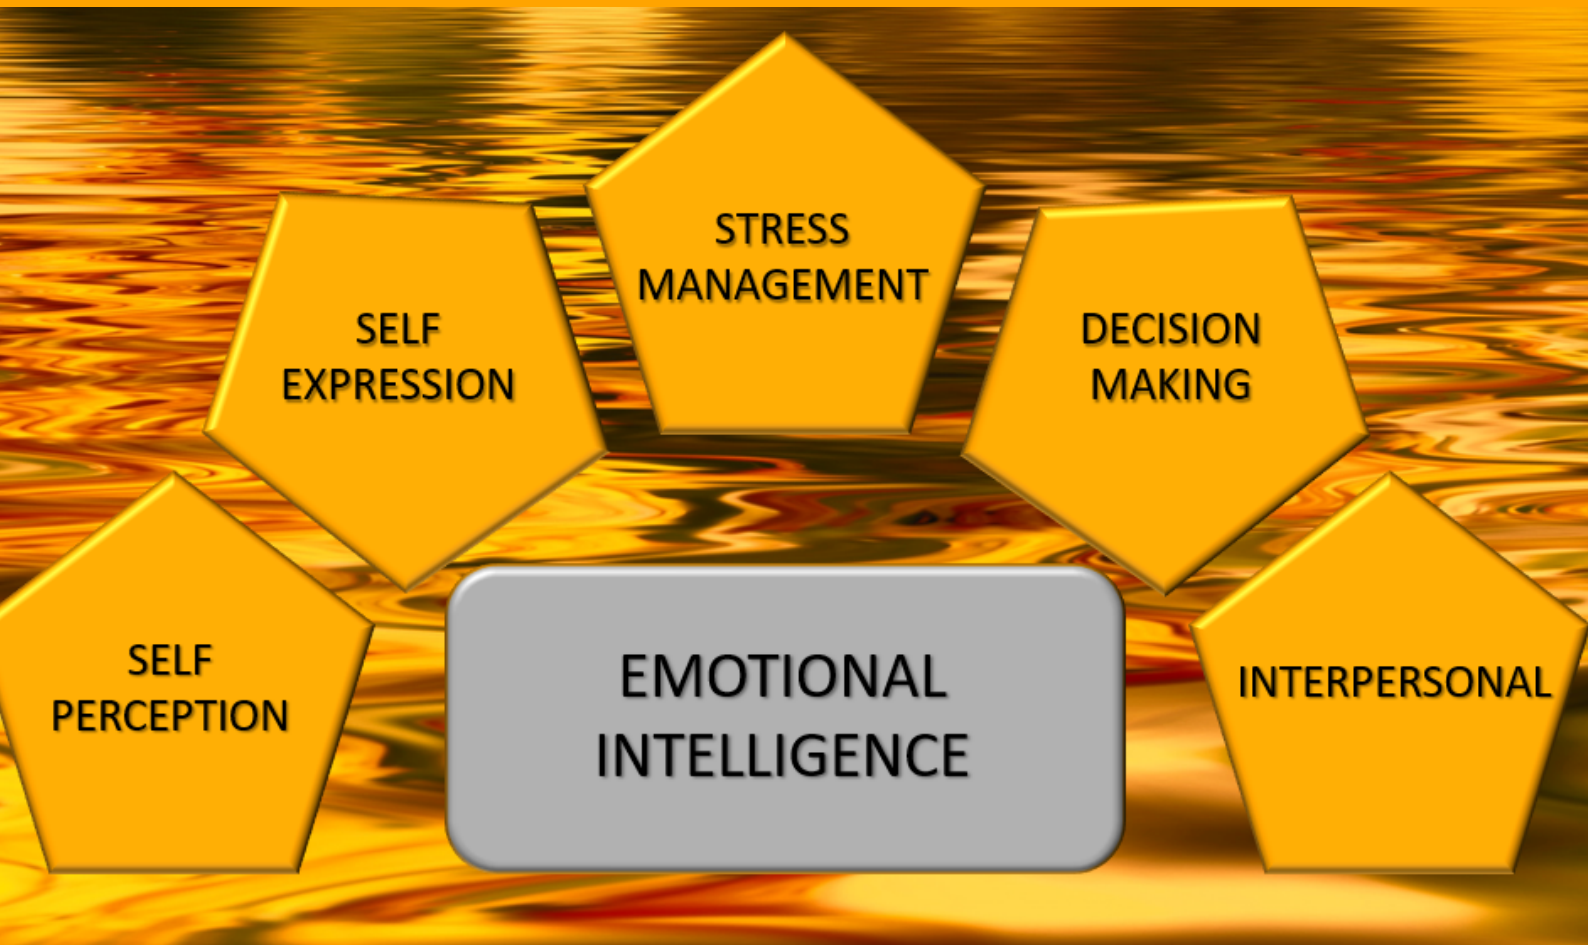 STRESS
MANAGEMENT
SELF
EXPRESSION
DECISION
MAKING
SELF
PERCEPTION
EMOTIONAL
INTELLIGENCE
INTERPERSONAL